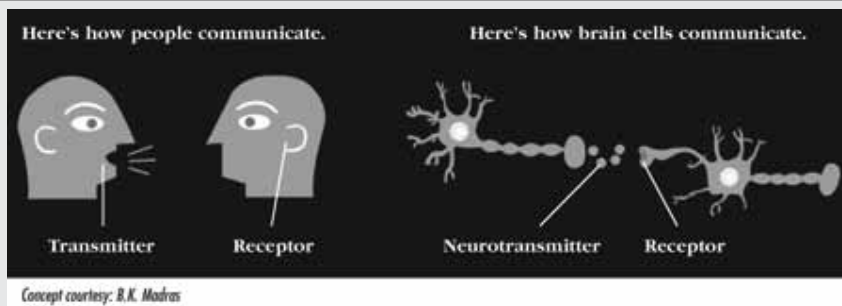 Here's how people communicate.
Here's how brain cells communicate.
Transmitter
Receptor
Neurotransmitter
Receptor
Concept courtesy: B.K. Madras